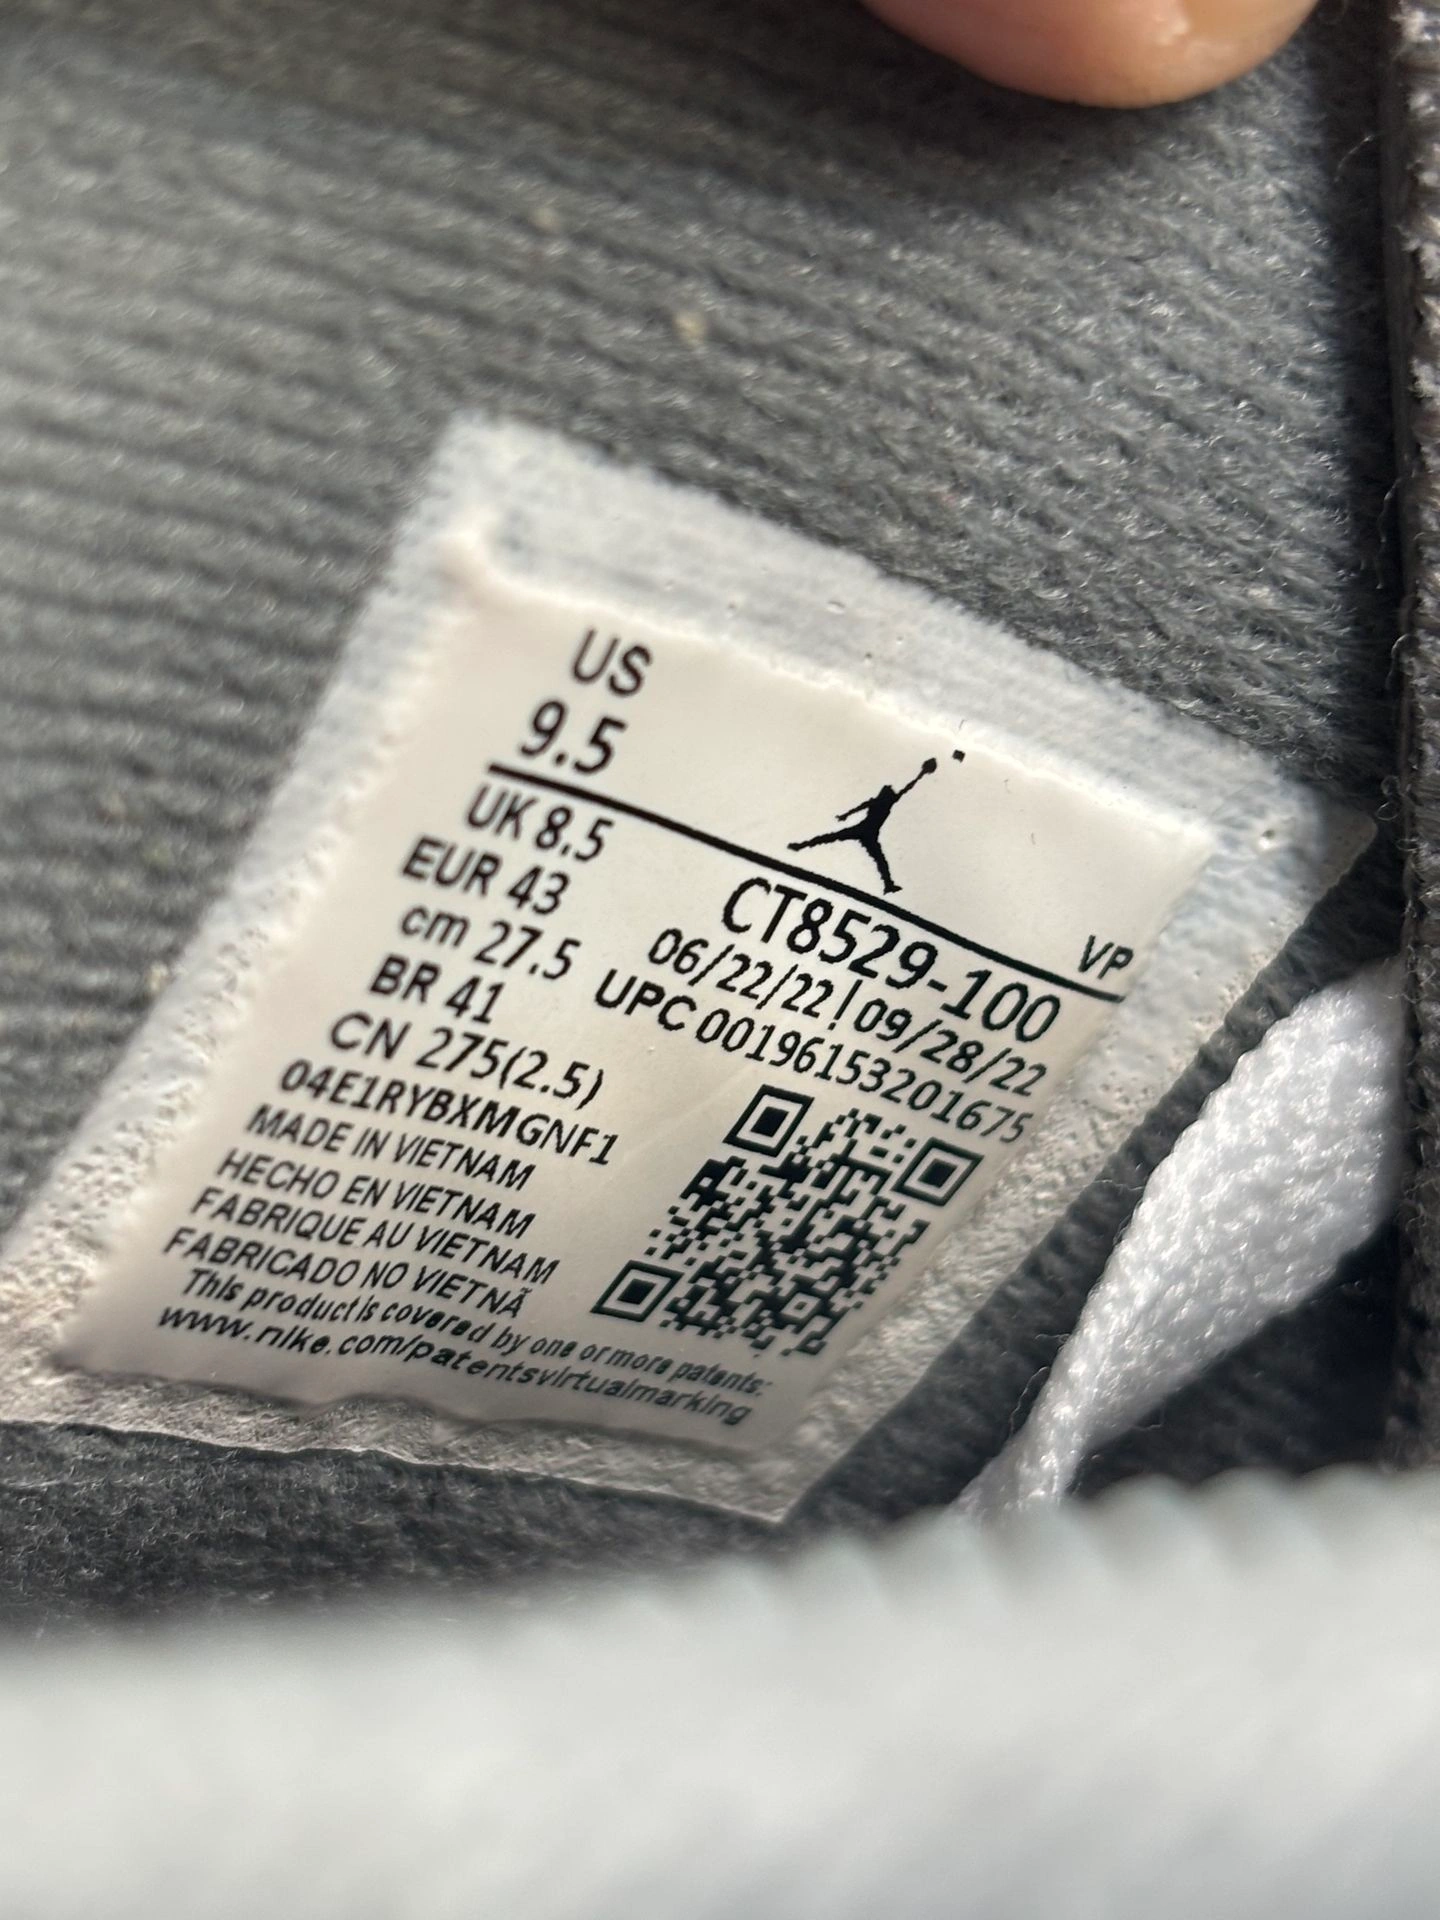 US
9.5
VP
UK 8.5
EUR 43
cm 27.5
BR 41
CN 275(2.5)
04E1RYBXMGNF1
CT8529-100
06/22/22 | 09/28/22
UPC 00196153201675
MADE IN VIETNAM
HECHO EN VIETNAM
FABRIQUE AU VIETNAM
FABRICADO NO VIETNÃ
This product is covered by one or more patents:
www.nike.com/patentsvirtualmarking